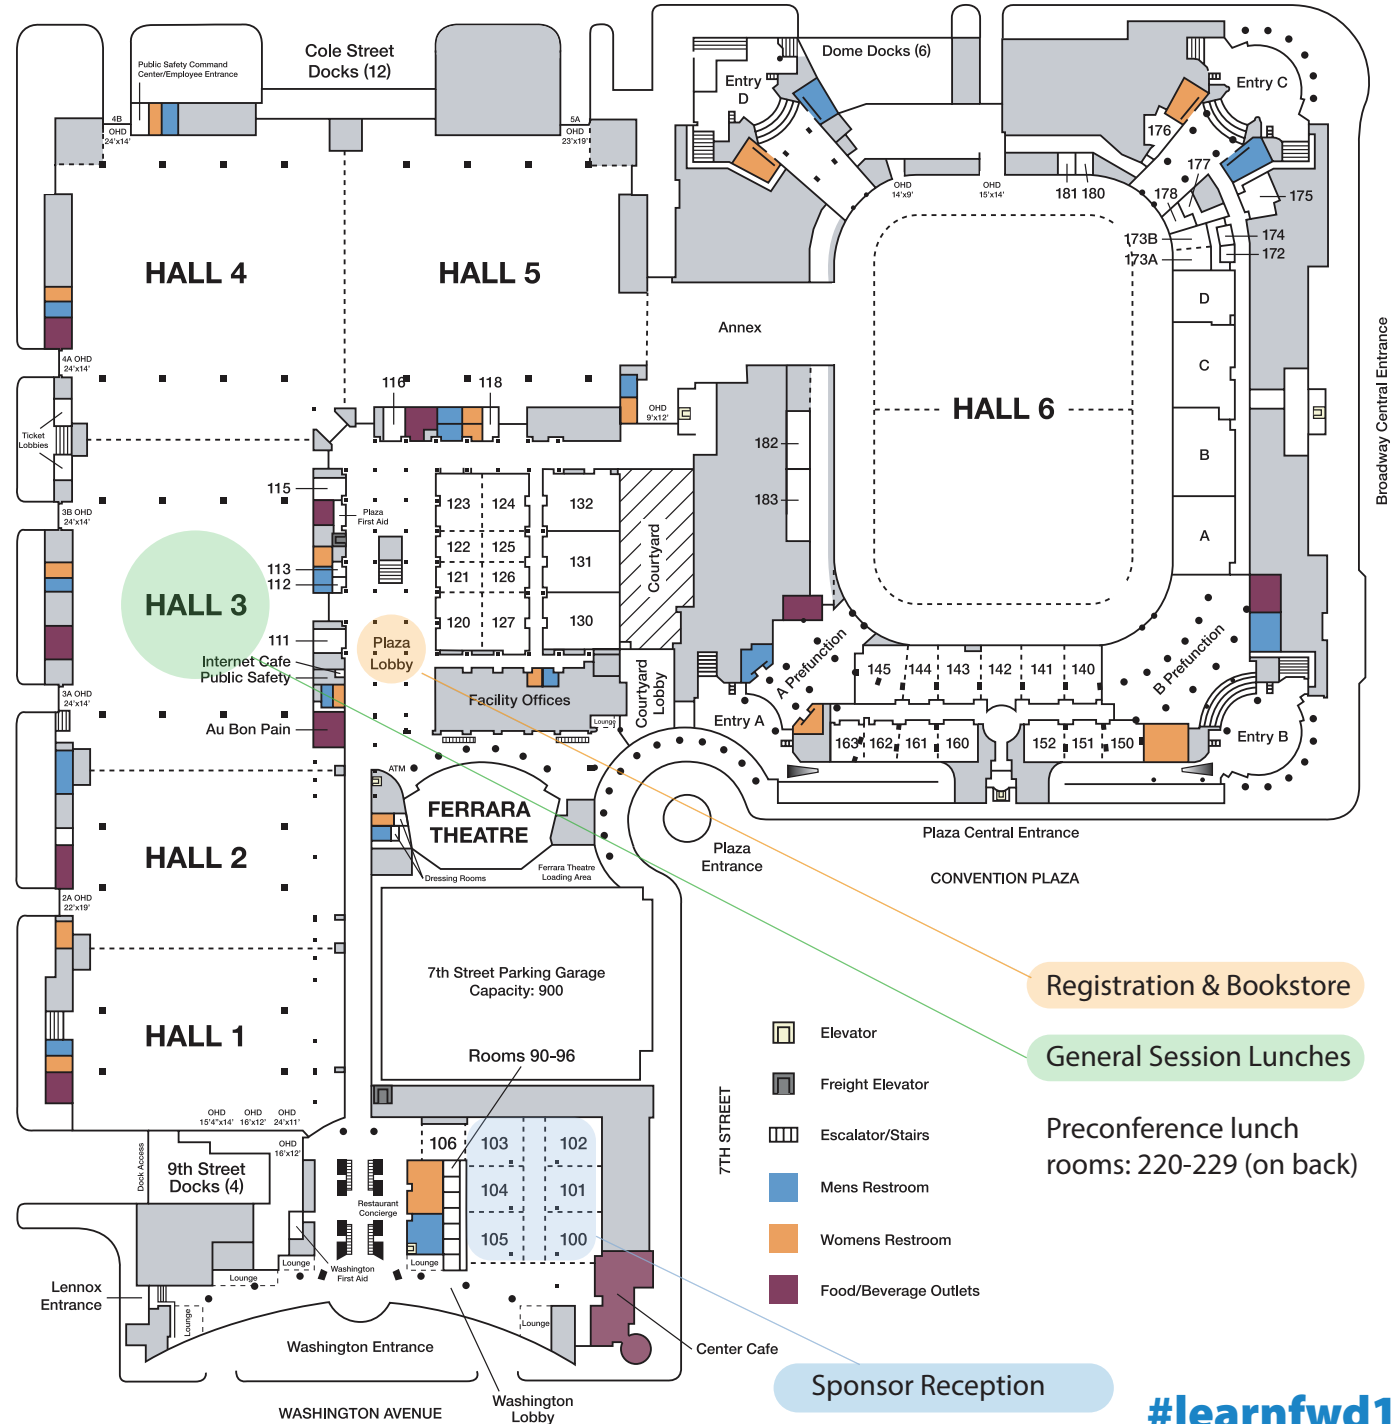 Cole Street
Docks (12)
Public Safety Command
Center/Employee Entrance
4B
OHD
24'x14'
5A
OHD
23'x19'
Dome Docks (6)
Entry
D
Entry C
176
177
178
175
181 180
OHD
14'x9'
OHD
15'x14'
173B
173A
174
172
HALL 4
HALL 5
Annex
HALL 6
D
C
B
A
Broadway Central Entrance
4A OHD
24'x14'
Ticket
Lobbies
3B OHD
24'x14'
116
118
OHD
9'x12'
182
183
115
Plaza
First Aid
113
112
111
123
124
132
122
125
131
121
126
120
127
130
Courtyard
HALL 3
Plaza
Lobby
Internet Cafe
Public Safety
Au Bon Pain
3A OHD
24'x14'
Facility Offices
Lounge
Courtyard
Lobby
A Prefunction
B Prefunction
145
144
143
142
141
140
Entry A
163
162
161
160
152
151
150
Entry B
ATM
FERRARA
THEATRE
Dressing Rooms
Ferrara Theatre
Loading Area
Plaza
Entrance
Plaza Central Entrance
CONVENTION PLAZA
HALL 2
2A OHD
22'x19'
HALL 1
7th Street Parking Garage
Capacity: 900
Rooms 90-96
Registration & Bookstore
General Session Lunches
Preconference lunch
rooms: 220-229 (on back)
Elevator
Freight Elevator
Escalator/Stairs
Mens Restroom
Womens Restroom
Food/Beverage Outlets
7TH STREET
OHD
15'4"x14'
OHD
16'x12'
OHD
24'x11'
OHD
16'x12'
Dock Access
9th Street
Docks (4)
106
103
102
104
101
105
100
Restaurant
Concierge
Lounge
Lounge
Lounge
Washington
First Aid
Lennox
Entrance
Lounge
Lounge
Washington Entrance
Center Cafe
Washington
Lobby
WASHINGTON AVENUE
Sponsor Reception
#learnfwd1